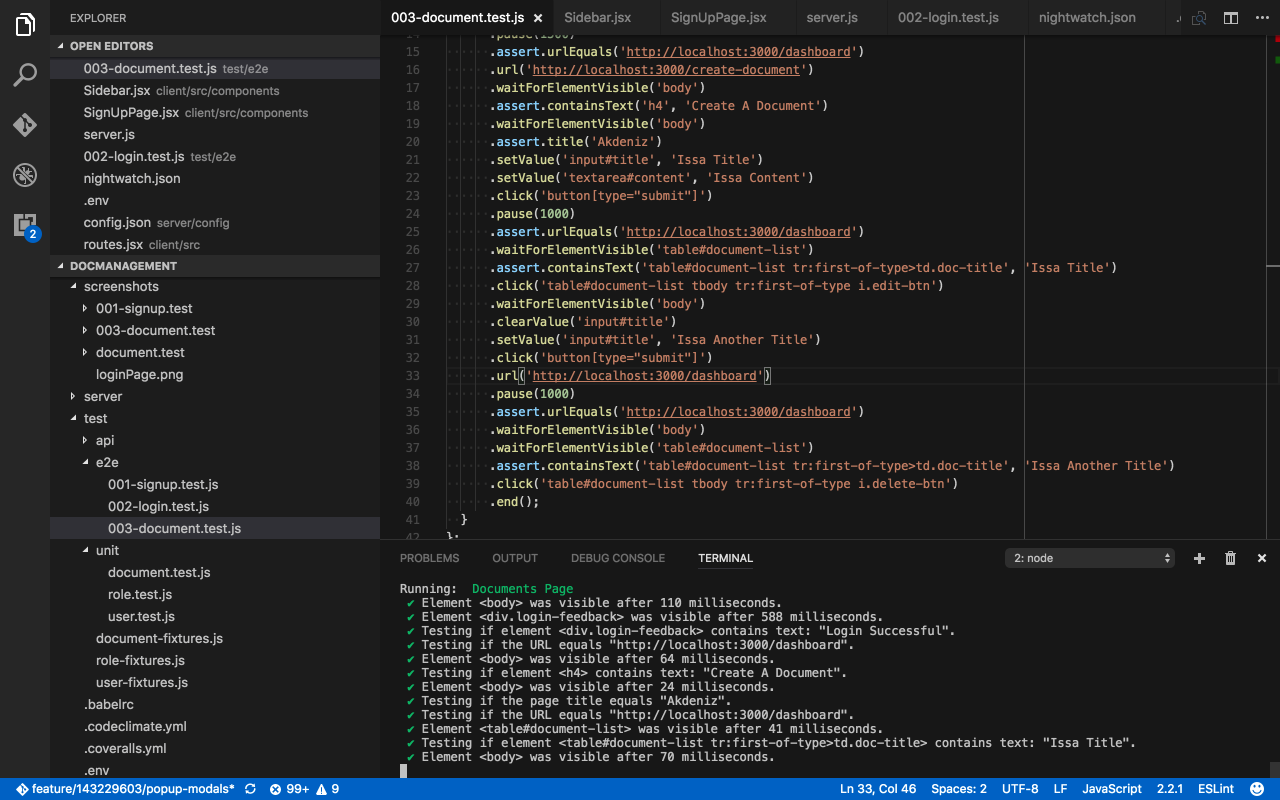 EXPLORER
OPEN EDITORS
003-document.test.js test/e2e
Sidebar.jsx client/src/components
SignUpPage.jsx client/src/components
server.js
002-login.test.js test/e2e
nightwatch.json
.env
config.json server/config
routes.jsx client/src
DOCMANAGEMENT
screenshots
001-signup.test
003-document.test
document.test
loginPage.png
server
test
api
e2e
001-signup.test.js
002-login.test.js
003-document.test.js
unit
document.test.js
role.test.js
user.test.js
document-fixtures.js
role-fixtures.js
user-fixtures.js
.babelrc
.codeclimate.yml
.coveralls.yml
.env
2
003-document.test.js Sidebar.jsx SignUpPage.jsx server.js 002-login.test.js nightwatch.json
14 .pause(1500)
15 .assert.urlEquals('http://localhost:3000/dashboard')
16 .url('http://localhost:3000/create-document')
17 .waitForElementVisible('body')
18 .assert.containsText('h4', 'Create A Document')
19 .waitForElementVisible('body')
20 .assert.title('Akdeniz')
21 .setValue('input#title', 'Issa Title')
22 .setValue('textarea#content', 'Issa Content')
23 .click('button[type="submit"]')
24 .pause(1000)
25 .assert.urlEquals('http://localhost:3000/dashboard')
26 .waitForElementVisible('table#document-list')
27 .assert.containsText('table#document-list tr:first-of-type>td.doc-title', 'Issa Title')
28 .click('table#document-list tbody tr:first-of-type i.edit-btn')
29 .waitForElementVisible('body')
30 .clearValue('input#title')
31 .setValue('input#title', 'Issa Another Title')
32 .click('button[type="submit"]')
33 .url('http://localhost:3000/dashboard')
34 .pause(1000)
35 .assert.urlEquals('http://localhost:3000/dashboard')
36 .waitForElementVisible('body')
37 .waitForElementVisible('table#document-list')
38 .assert.containsText('table#document-list tr:first-of-type>td.doc-title', 'Issa Another Title')
39 .click('table#document-list tbody tr:first-of-type i.delete-btn')
40 .end();
41 }
42 };
PROBLEMS OUTPUT DEBUG CONSOLE TERMINAL 2: node
Running: Documents Page
✔ Element <body> was visible after 110 milliseconds.
✔ Element <div.login-feedback> was visible after 588 milliseconds.
✔ Testing if element <div.login-feedback> contains text: "Login Successful".
✔ Testing if the URL equals "http://localhost:3000/dashboard".
✔ Element <body> was visible after 64 milliseconds.
✔ Testing if element <h4> contains text: "Create A Document".
✔ Element <body> was visible after 24 milliseconds.
✔ Testing if the page title equals "Akdeniz".
✔ Testing if the URL equals "http://localhost:3000/dashboard".
✔ Element <table#document-list> was visible after 41 milliseconds.
✔ Testing if element <table#document-list tr:first-of-type>td.doc-title> contains text: "Issa Title".
✔ Element <body> was visible after 70 milliseconds.
feature/143229603/popup-modals* 99+ 9 Ln 33, Col 46 Spaces: 2 UTF-8 LF JavaScript 2.2.1 ESLint